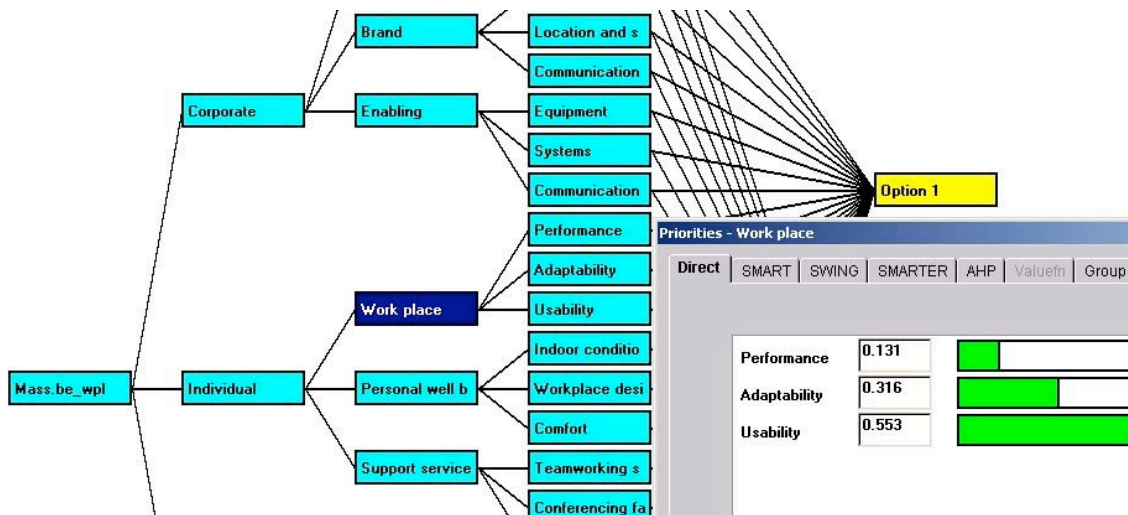 Brand
Location and s
Communication
Corporate
Enabling
Equipment
Systems
Communication
Option 1
Performance
Adaptability
Work place
Usability
Indoor conditio
Mass.be_wpl
Individual
Personal well b
Workplace desi
Comfort
Support service
Teamworking s
Conferencing fa
Priorities - Work place
Direct SMART SWING SMARTER AHP Valuefn Group
Performance 0.131
Adaptability 0.316
Usability 0.553